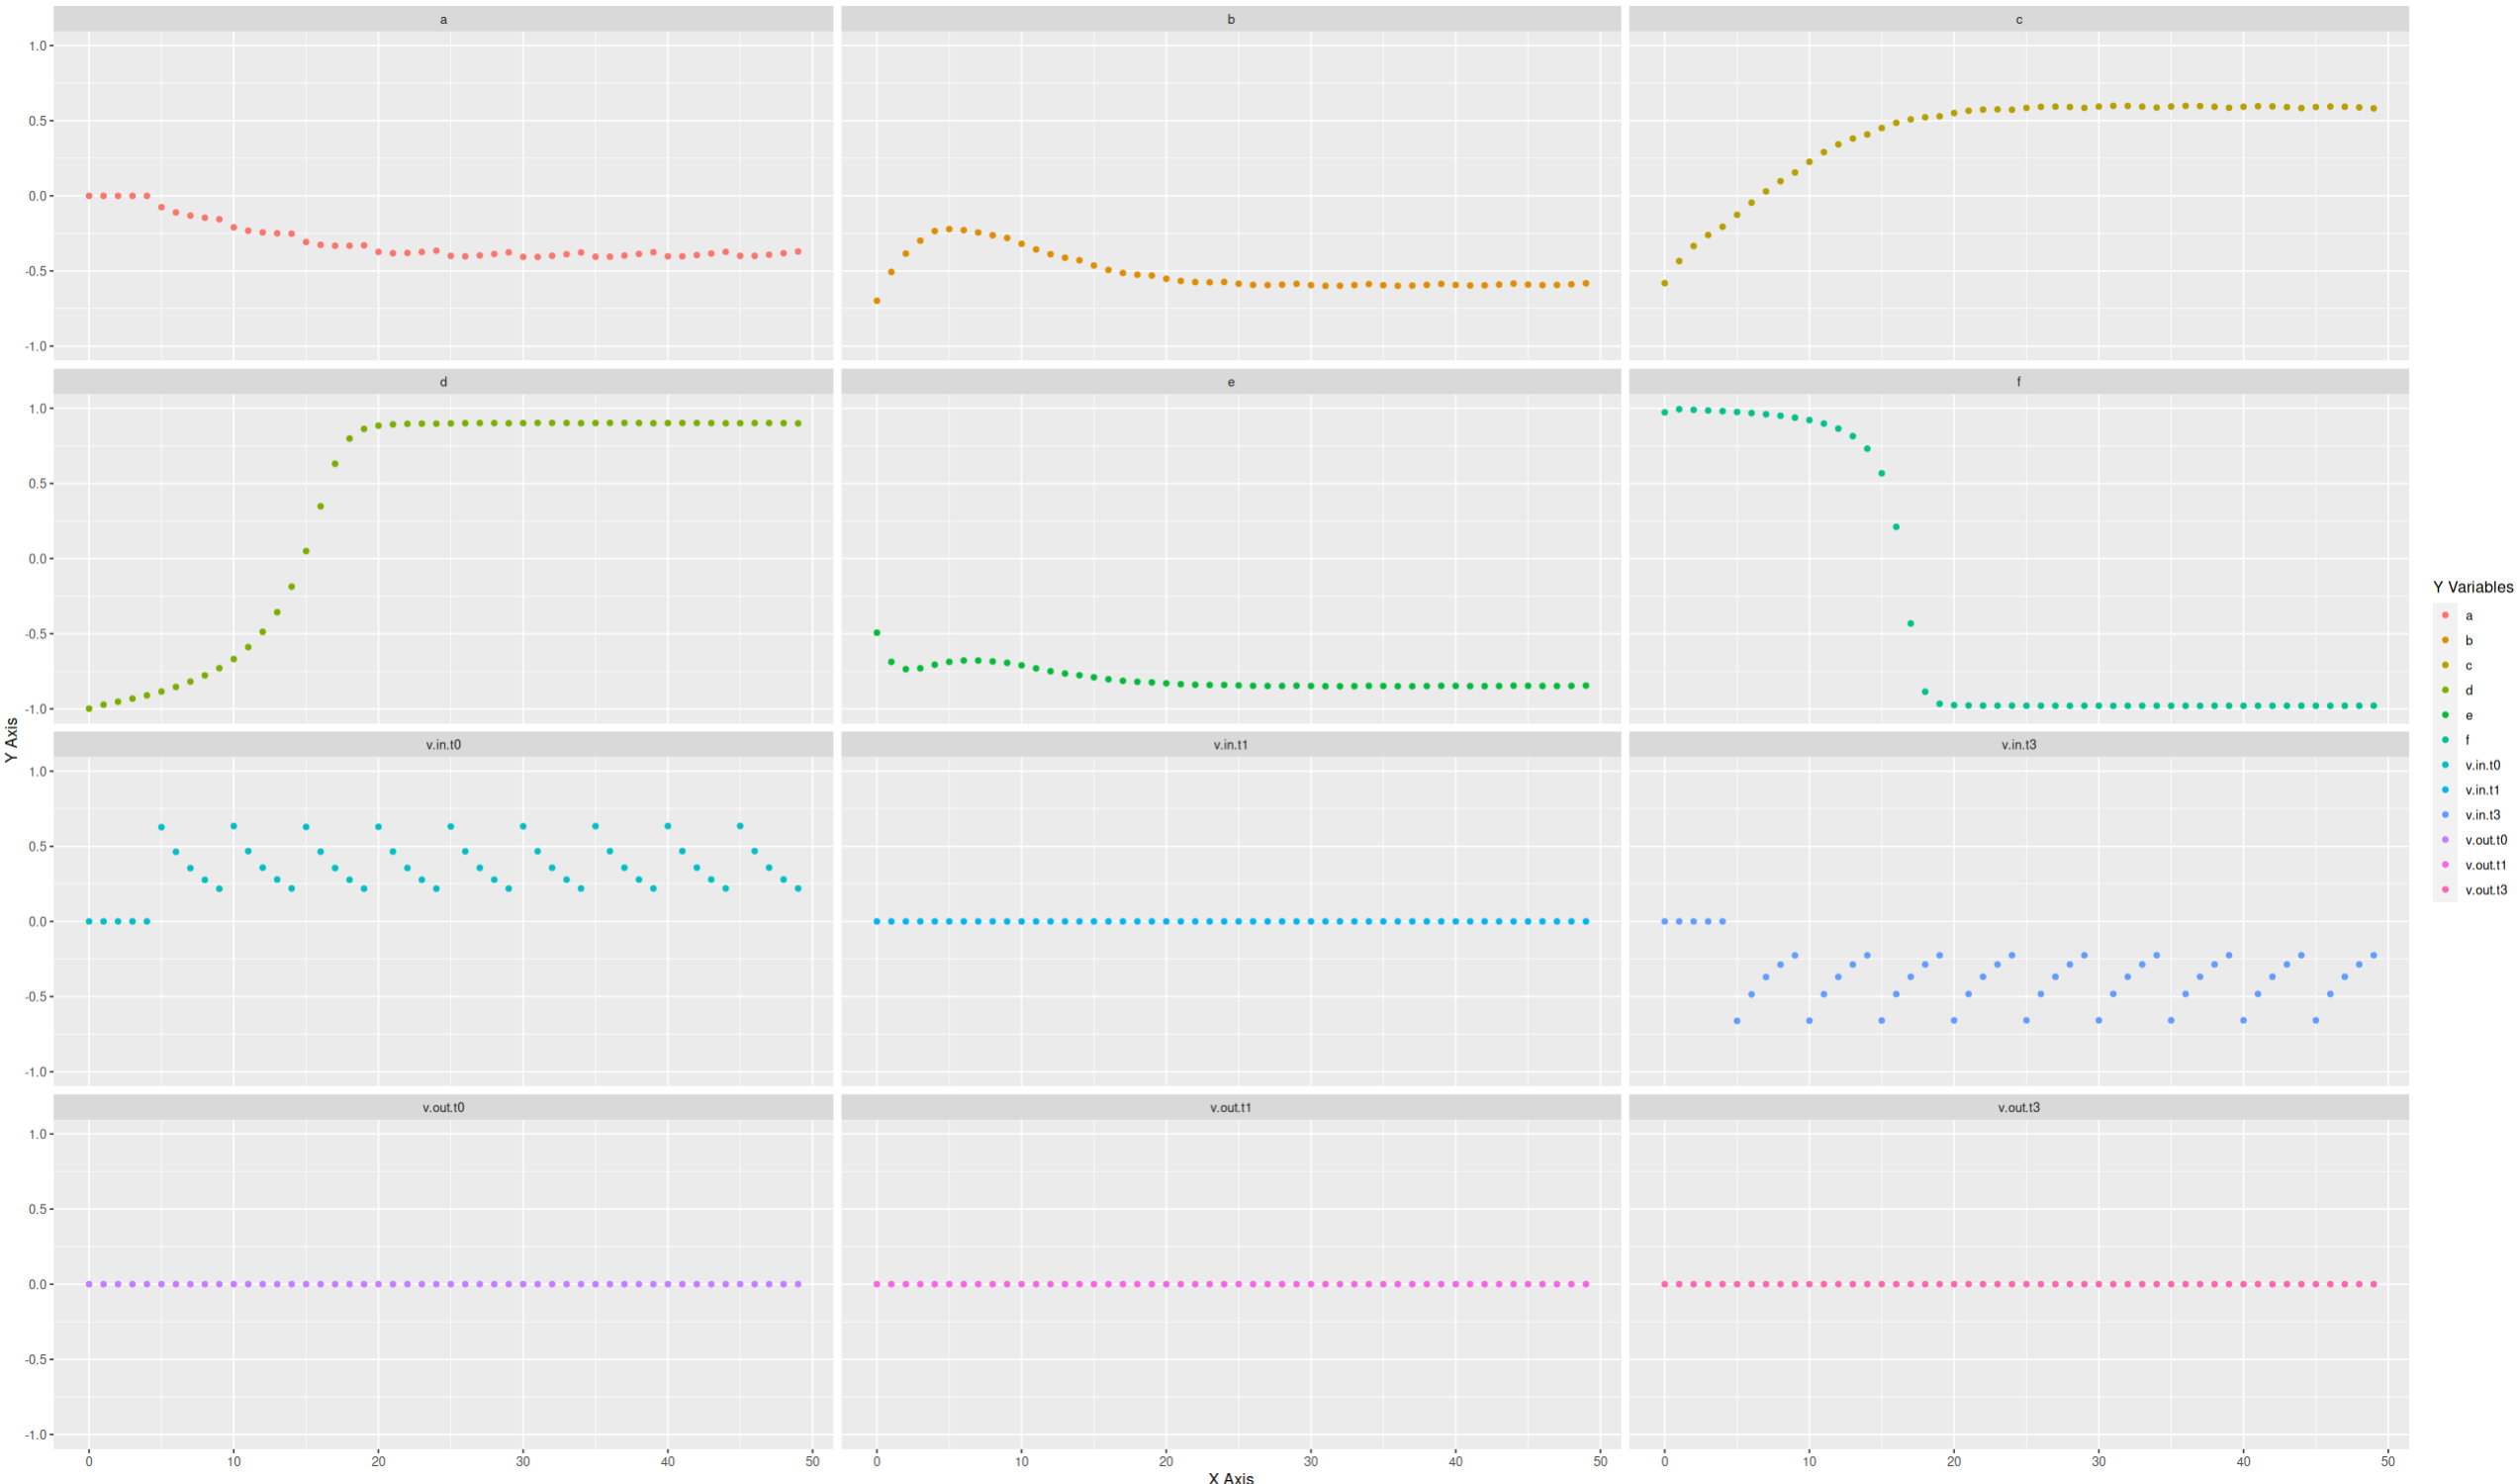 a b c
1.0
0.5
0.0
-0.5
-1.0
d e f
1.0
0.5
0.0
-0.5
-1.0
v.in.t0 v.in.t1 v.in.t3
1.0
0.5
0.0
-0.5
-1.0
v.out.t0 v.out.t1 v.out.t3
1.0
0.5
0.0
-0.5
-1.0
0 10 20 30 40 50 0 10 20 30 40 50 0 10 20 30 40 50
X Axis
Y Axis
Y Variables
a
b
c
d
e
f
v.in.t0
v.in.t1
v.in.t3
v.out.t0
v.out.t1
v.out.t3